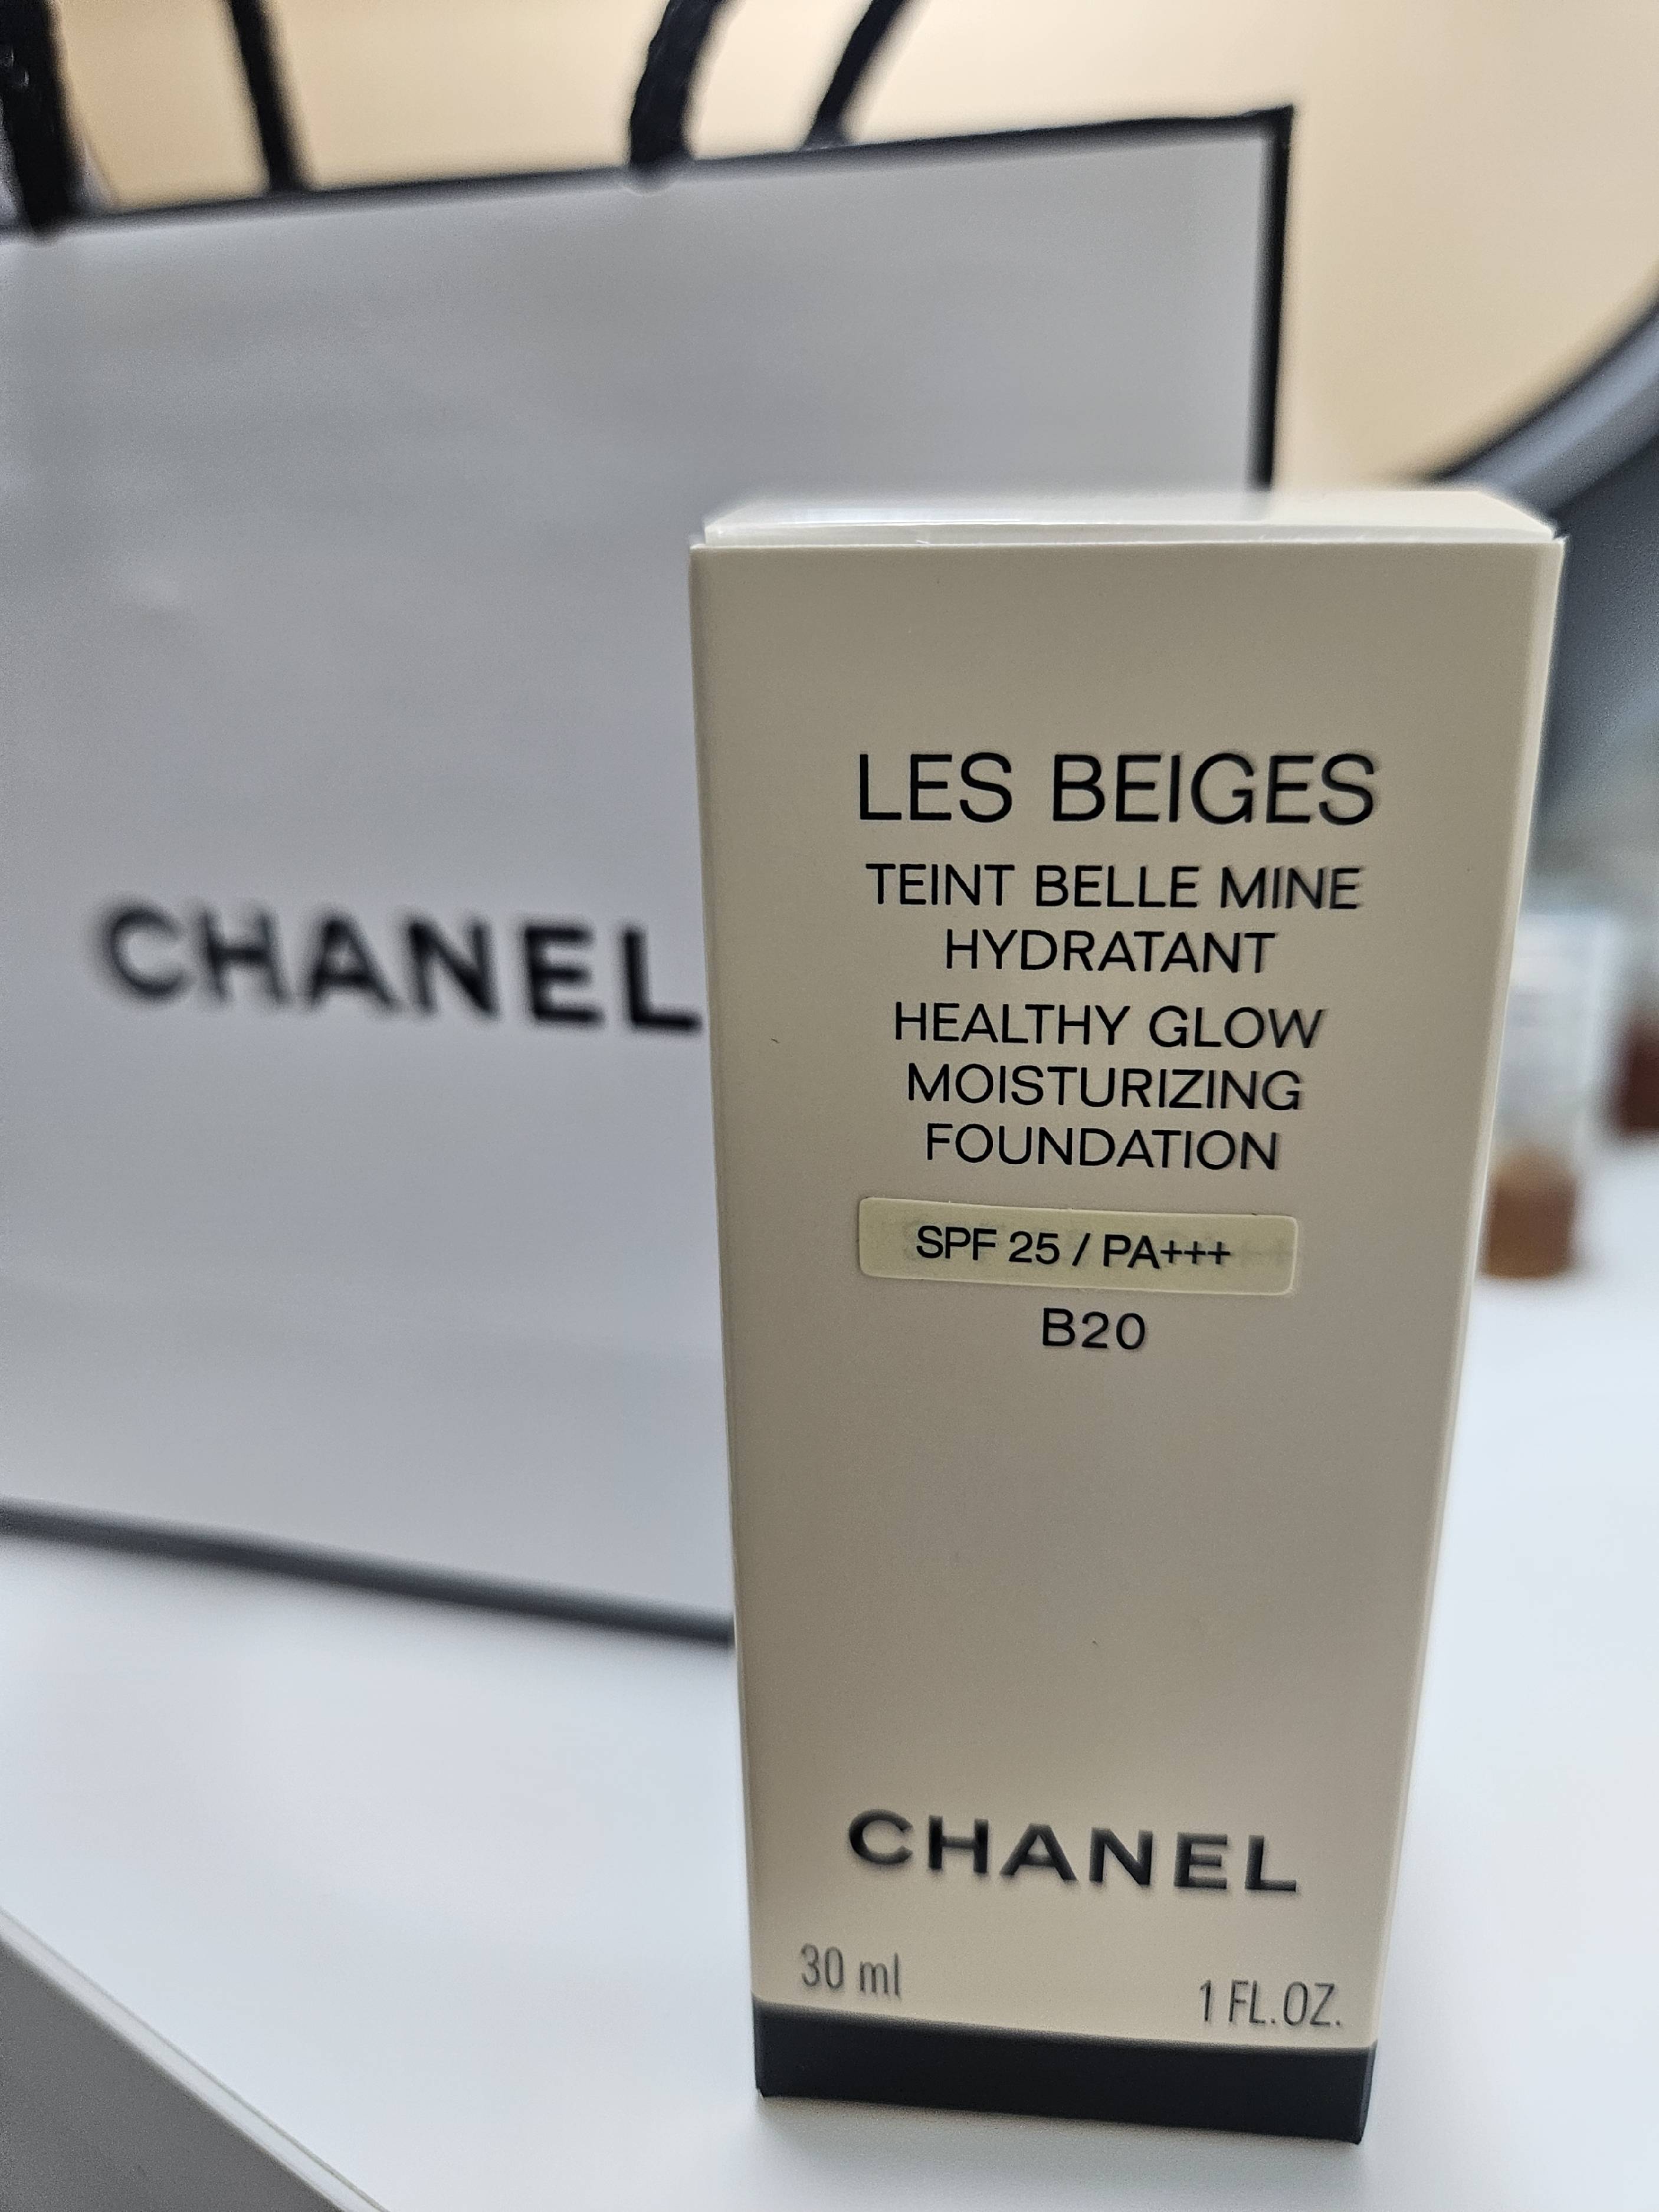 CHANEL
LES BEIGES
TEINT BELLE MINE
HYDRATANT
HEALTHY GLOW
MOISTURIZING
FOUNDATION
SPF 25 / PA+++
B20
CHANEL
30 ml
1 FL.OZ.